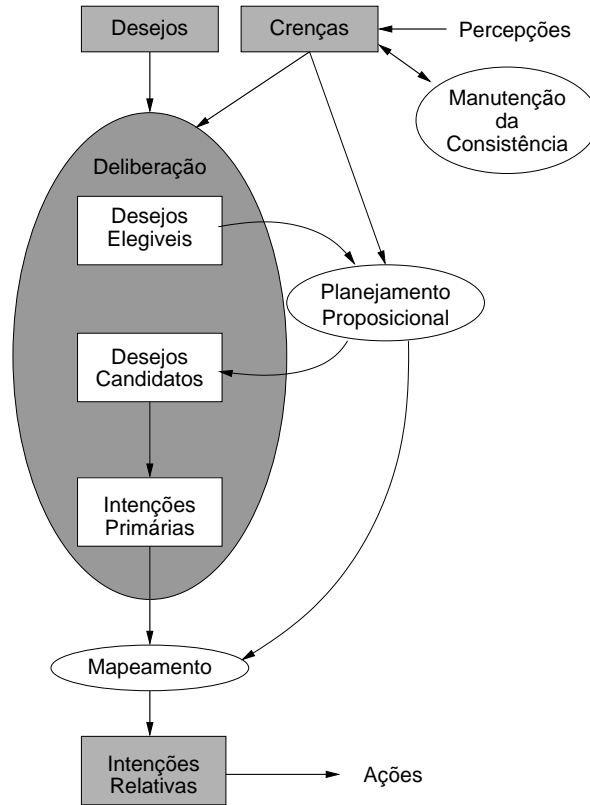 Desejos
Crenças
Percepções
Manutenção
da
Consistência
Deliberação
Desejos
Elegiveis
Planejamento
Proposicional
Desejos
Candidatos
Intenções
Primárias
Mapeamento
Intenções
Relativas
Ações